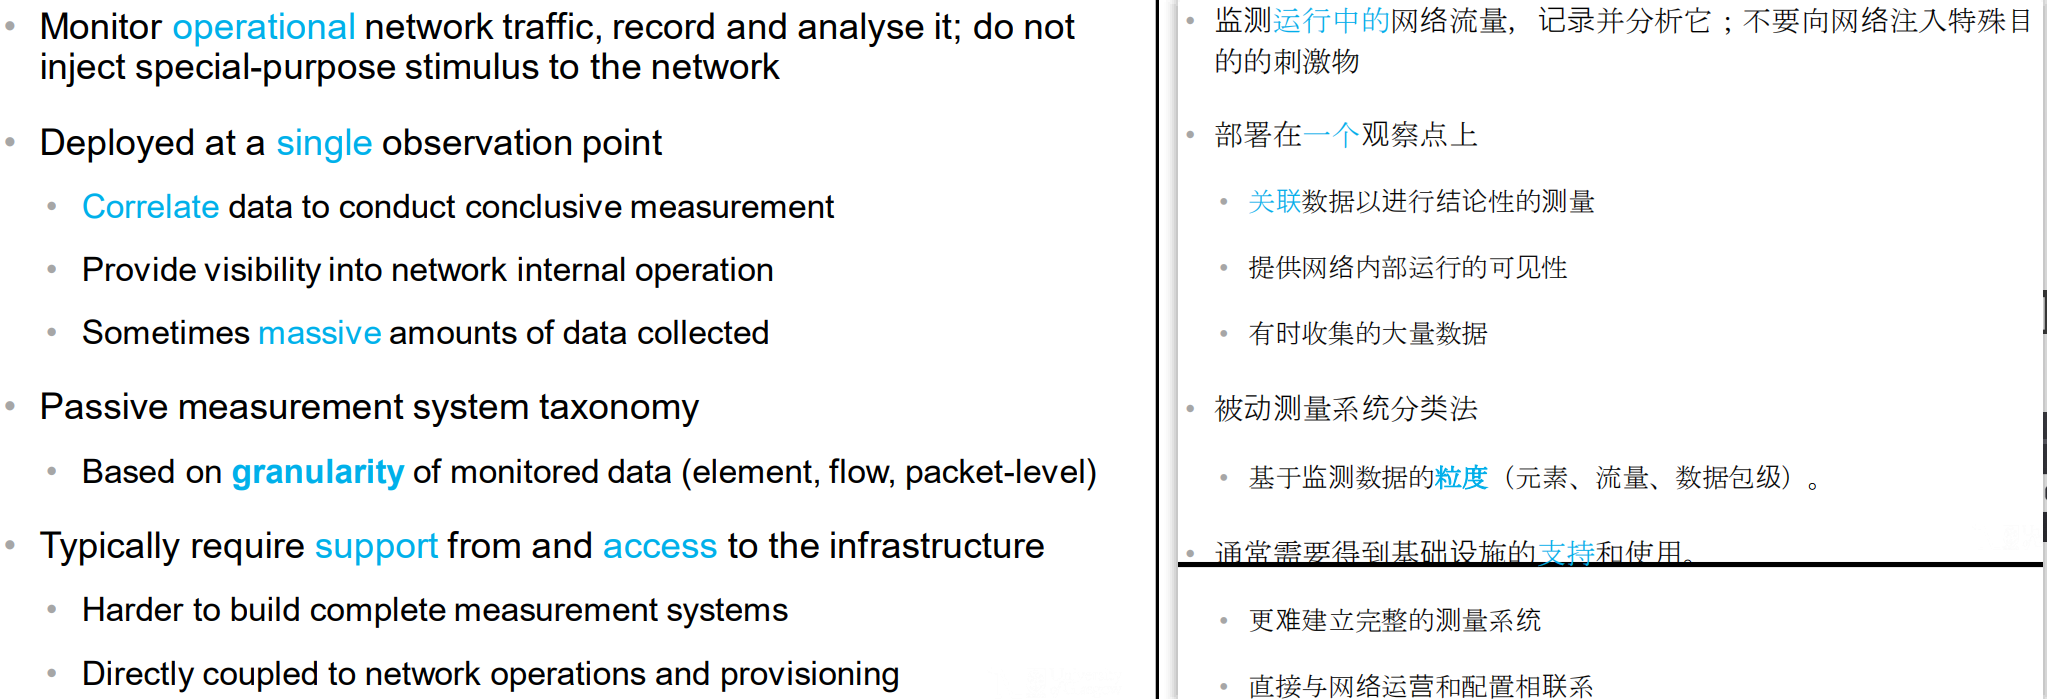 • Monitor operational network traffic, record and analyse it; do not
inject special-purpose stimulus to the network
• Deployed at a single observation point
• Correlate data to conduct conclusive measurement
• Provide visibility into network internal operation
• Sometimes massive amounts of data collected
• Passive measurement system taxonomy
• Based on granularity of monitored data (element, flow, packet-level)
• Typically require support from and access to the infrastructure
• Harder to build complete measurement systems
• Directly coupled to network operations and provisioning
• 监测运行中的网络流量，记录并分析它；不要向网络注入特殊目
的的刺激物
• 部署在一个观察点上
• 关联数据以进行结论性的测量
• 提供网络内部运行的可见性
• 有时收集的大量数据
• 被动测量系统分类法
• 基于监测数据的粒度（元素、流量、数据包级）。
• 通常需要得到基础设施的支持和使用。
• 更难建立完整的测量系统
• 直接与网络运营和配置相联系